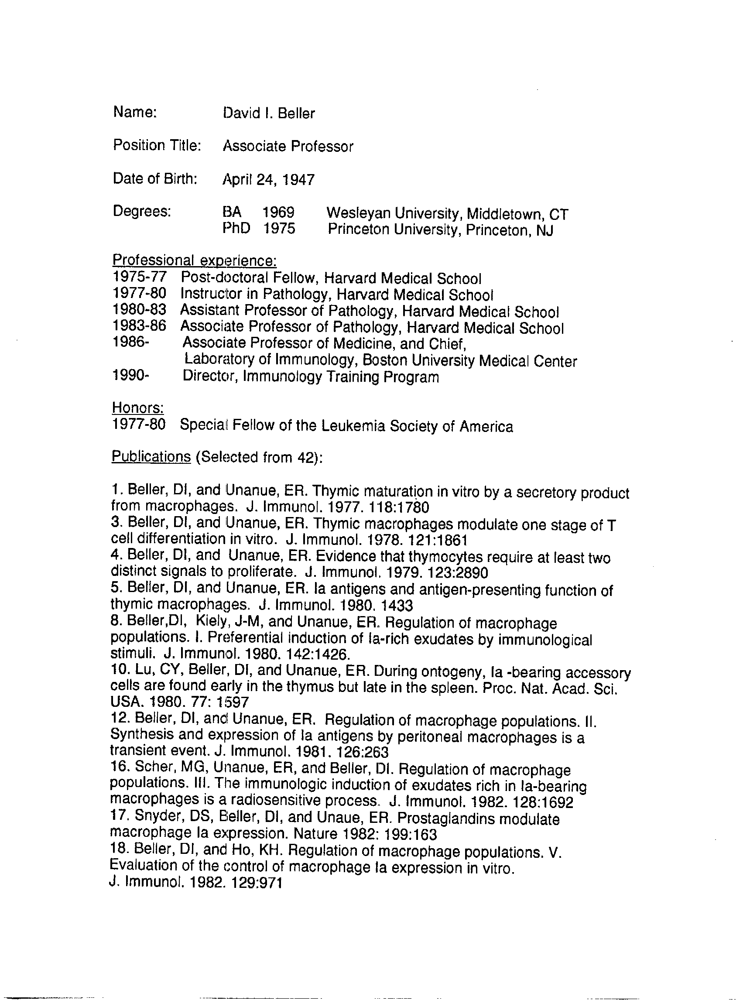 Name: David I. Beller
Position Title: Associate Professor
Date of Birth: April 24, 1947
Degrees: BA 1969 Wesleyan University, Middletown, CT
PhD 1975 Princeton University, Princeton, NJ
Professional experience:
1975-77 Post-doctoral Fellow, Harvard Medical School
1977-80 Instructor in Pathology, Harvard Medical School
1980-83 Assistant Professor of Pathology, Harvard Medical School
1983-86 Associate Professor of Pathology, Harvard Medical School
1986- Associate Professor of Medicine, and Chief,
Laboratory of Immunology, Boston University Medical Center
1990- Director, Immunology Training Program
Honors:
1977-80 Special Fellow of the Leukemia Society of America
Publications (Selected from 42):
1. Beller, DI, and Unanue, ER. Thymic maturation in vitro by a secretory product
from macrophages. J. Immunol. 1977. 118:1780
3. Beller, DI, and Unanue, ER. Thymic macrophages modulate one stage of T
cell differentiation in vitro. J. Immunol. 1978. 121:1861
4. Beller, DI, and Unanue, ER. Evidence that thymocytes require at least two
distinct signals to proliferate. J. Immunol. 1979. 123:2890
5. Beller, DI, and Unanue, ER. Ia antigens and antigen-presenting function of
thymic macrophages. J. Immunol. 1980. 1433
8. Beller,DI, Kiely, J-M, and Unanue, ER. Regulation of macrophage
populations. I. Preferential induction of Ia-rich exudates by immunological
stimuli. J. Immunol. 1980. 142:1426.
10. Lu, CY, Beller, DI, and Unanue, ER. During ontogeny, Ia -bearing accessory
cells are found early in the thymus but late in the spleen. Proc. Nat. Acad. Sci.
USA. 1980. 77: 1597
12. Beller, DI, and Unanue, ER. Regulation of macrophage populations. II.
Synthesis and expression of Ia antigens by peritoneal macrophages is a
transient event. J. Immunol. 1981. 126:263
16. Scher, MG, Unanue, ER, and Beller, DI. Regulation of macrophage
populations. III. The immunologic induction of exudates rich in Ia-bearing
macrophages is a radiosensitive process. J. Immunol. 1982. 128:1692
17. Snyder, DS, Beller, DI, and Unaue, ER. Prostaglandins modulate
macrophage Ia expression. Nature 1982: 199:163
18. Beller, DI, and Ho, KH. Regulation of macrophage populations. V.
Evaluation of the control of macrophage Ia expression in vitro.
J. Immunol. 1982. 129:971